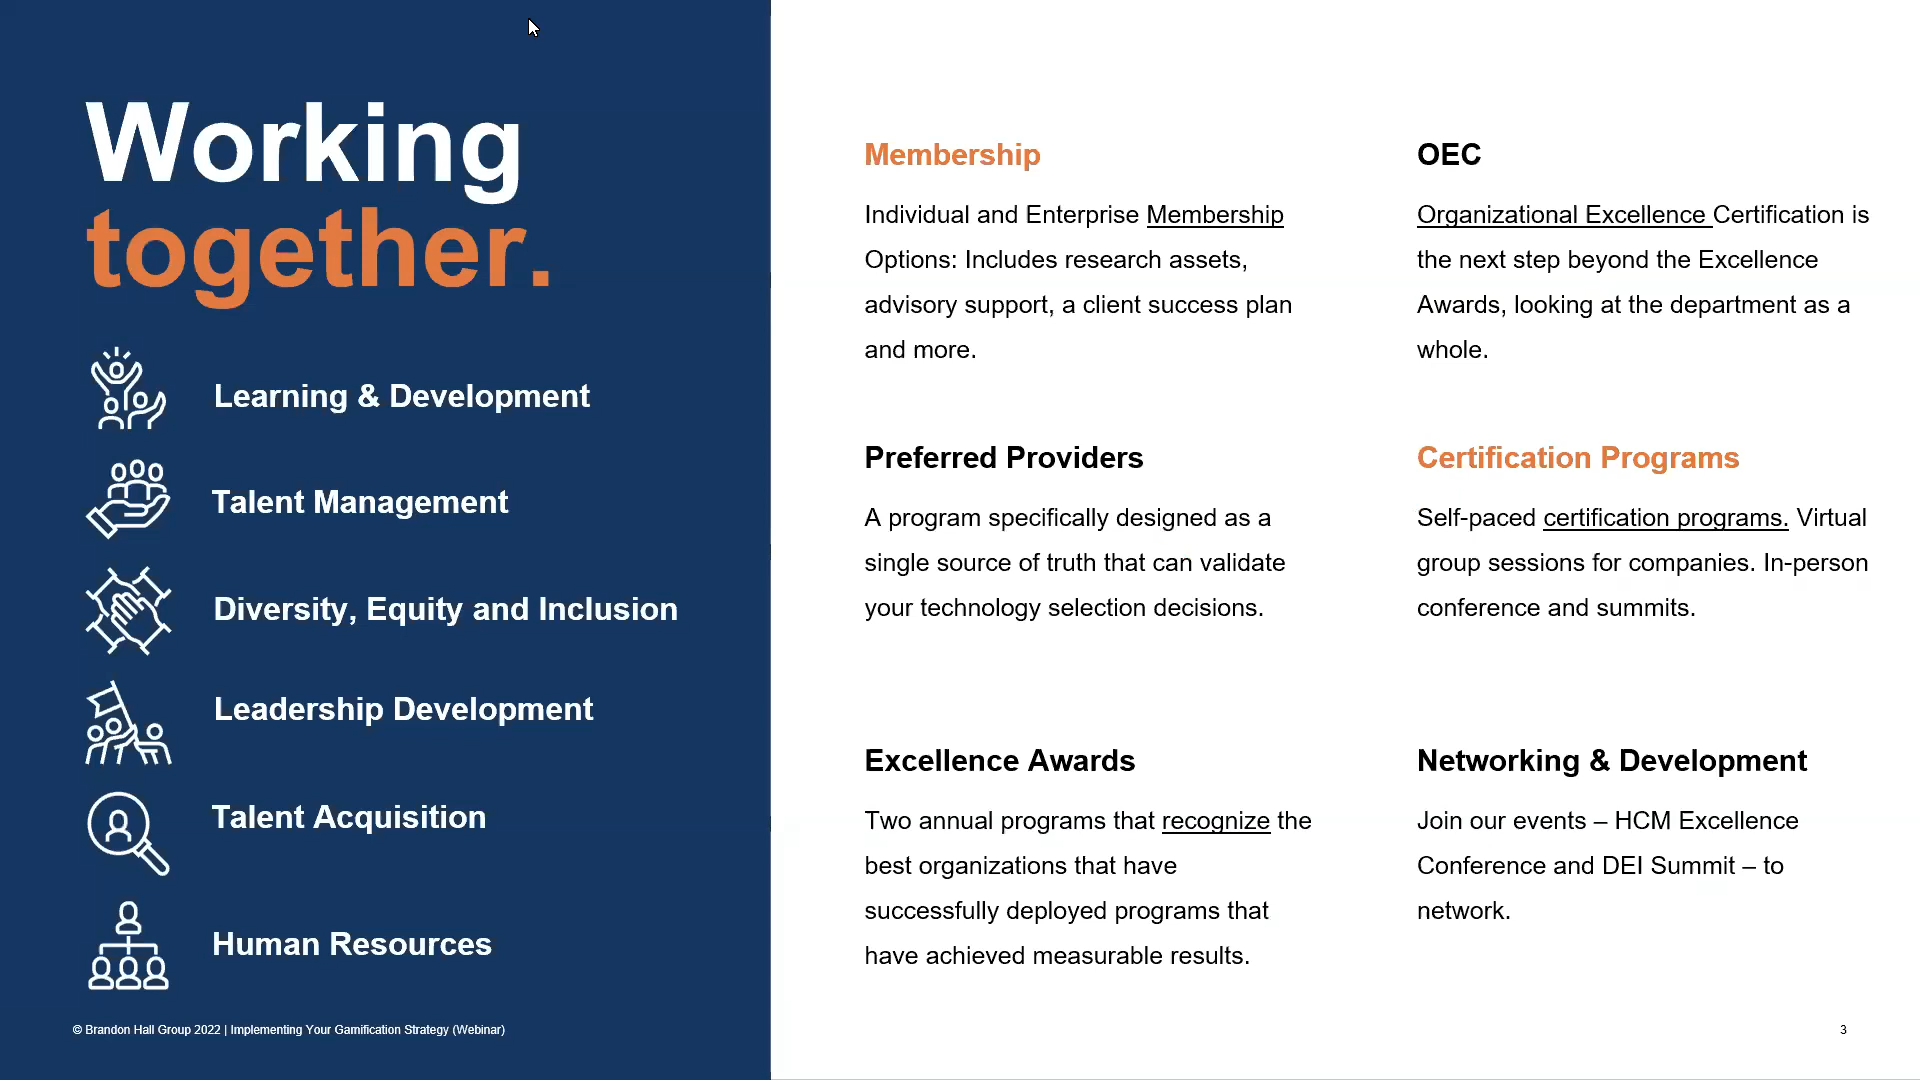 Working
together.
Learning & Development
Talent Management
Diversity, Equity and Inclusion
Leadership Development
Talent Acquisition
Human Resources
© Brandon Hall Group 2022 | Implementing Your Gamification Strategy (Webinar)
Membership
Individual and Enterprise Membership
Options: Includes research assets,
advisory support, a client success plan
and more.
OEC
Organizational Excellence Certification is
the next step beyond the Excellence
Awards, looking at the department as a
whole.
Preferred Providers
A program specifically designed as a
single source of truth that can validate
your technology selection decisions.
Certification Programs
Self-paced certification programs. Virtual
group sessions for companies. In-person
conference and summits.
Excellence Awards
Two annual programs that recognize the
best organizations that have
successfully deployed programs that
have achieved measurable results.
Networking & Development
Join our events – HCM Excellence
Conference and DEI Summit – to
network.
3